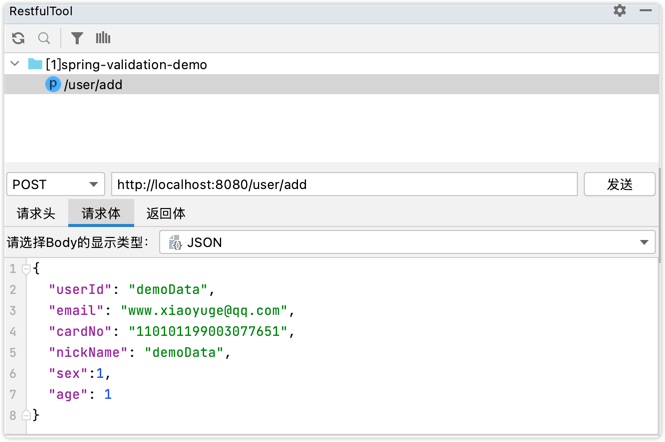 RestfulTool
[1]spring-validation-demo
p /user/add
POST http://localhost:8080/user/add 发送
请求头 请求体 返回体
请选择Body的显示类型： JSON
1 {
2 "userId": "demoData",
3 "email": "www.xiaoyuge@qq.com",
4 "cardNo": "110101199003077651",
5 "nickName": "demoData",
6 "sex":1,
7 "age": 1
8 }